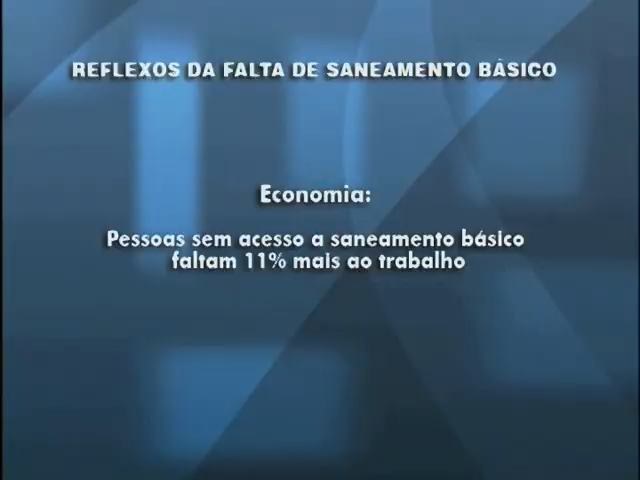 REFLEXOS DA FALTA DE SANEAMENTO BÁSICO
Economia:
Pessoas sem acesso a saneamento básico
faltam 11% mais ao trabalho